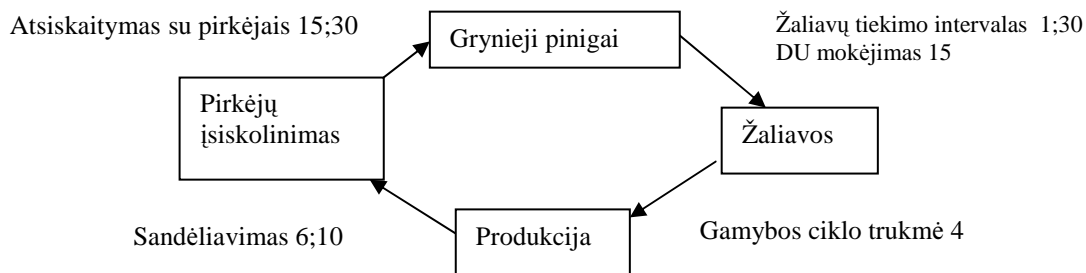 Atsiskaitymas su pirkėjais 15;30
Grynieji pinigai
Žaliavų tiekimo intervalas  1;30
DU mokėjimas 15
Pirkėjų
įsiskolinimas
Žaliavos
Sandėliavimas 6;10
Produkcija
Gamybos ciklo trukmė 4